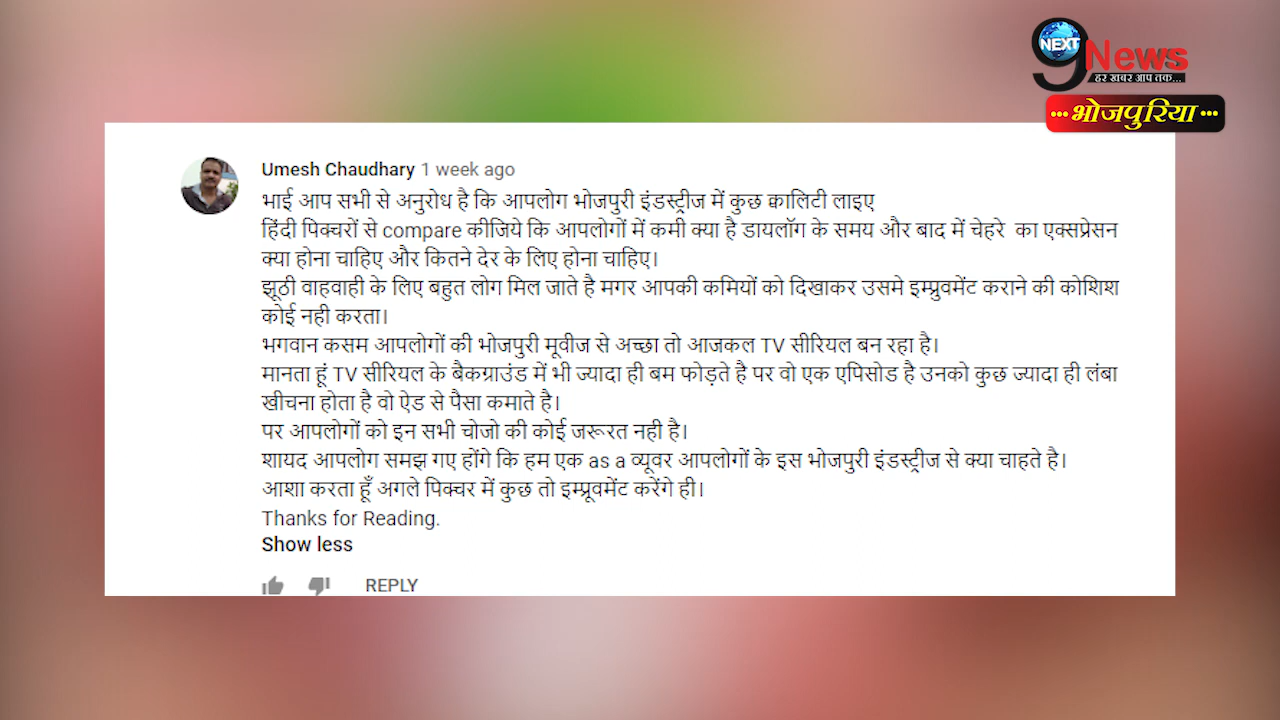 NEXT
9 News
हर खबर आप तक...
...भोजपुरिया...
Umesh Chaudhary 1 week ago
भाई आप सभी से अनुरोध है कि आपलोग भोजपुरी इंडस्ट्रीज में कुछ क़ालिटी लाइए
हिंदी पिक्चरों से compare कीजिये कि आपलोगों में कमी क्या है डायलॉग के समय और बाद में चेहरे का एक्सप्रेसन
क्या होना चाहिए और कितने देर के लिए होना चाहिए।
झूठी वाहवाही के लिए बहुत लोग मिल जाते है मगर आपकी कमियों को दिखाकर उसमे इम्प्रुवमेंट कराने की कोशिश
कोई नही करता।
भगवान कसम आपलोगों की भोजपुरी मूवीज से अच्छा तो आजकल TV सीरियल बन रहा है।
मानता हूं TV सीरियल के बैकग्राउंड में भी ज्यादा ही बम फोड़ते है पर वो एक एपिसोड है उनको कुछ ज्यादा ही लंबा
खीचना होता है वो ऐड से पैसा कमाते है।
पर आपलोगों को इन सभी चोजो की कोई जरूरत नही है।
शायद आपलोग समझ गए होंगे कि हम एक as a व्यूवर आपलोगों के इस भोजपुरी इंडस्ट्रीज से क्या चाहते है।
आशा करता हूँ अगले पिक्चर में कुछ तो इम्प्रूवमेंट करेंगे ही।
Thanks for Reading.
Show less
REPLY